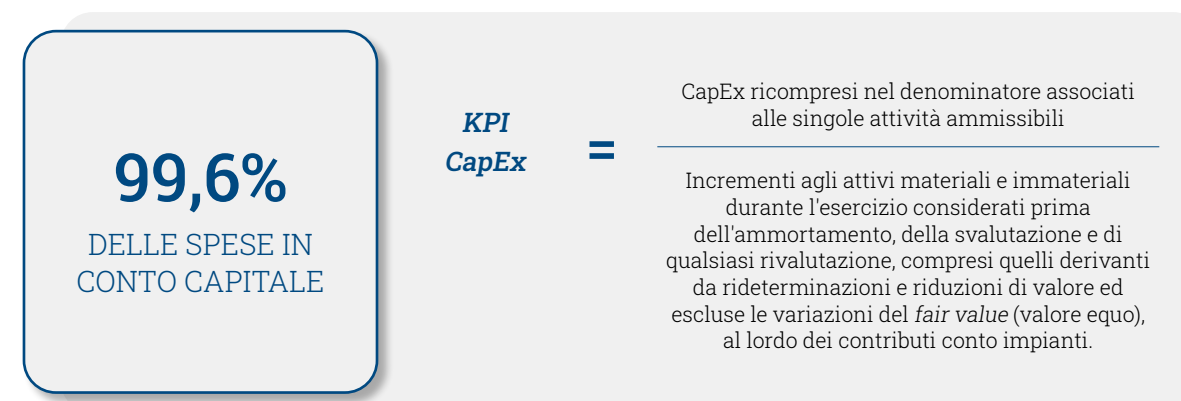 99,6%
DELLE SPESE IN
CONTO CAPITALE
KPI
CapEx
=
CapEx ricompresi nel denominatore associati
alle singole attività ammissibili
Incrementi agli attivi materiali e immateriali
durante l'esercizio considerati prima
dell'ammortamento, della svalutazione e di
qualsiasi rivalutazione, compresi quelli derivanti
da rideterminazioni e riduzioni di valore ed
escluse le variazioni del fair value (valore equo),
al lordo dei contributi conto impianti.